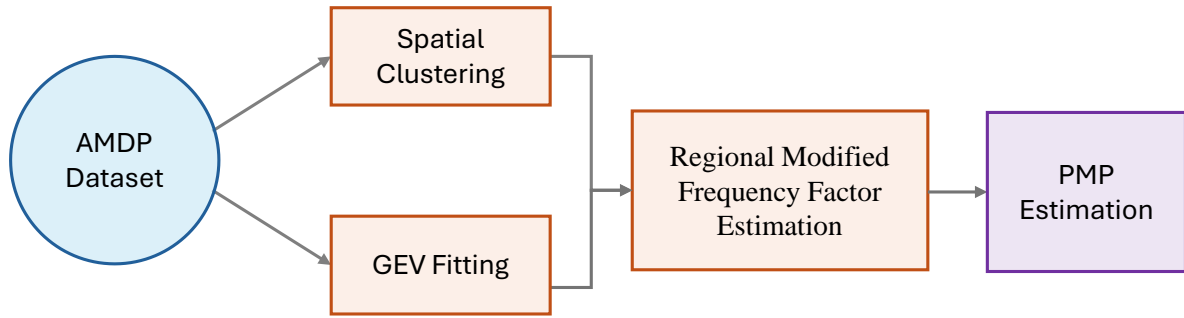 AMDP
Dataset
Spatial
Clustering
GEV Fitting
Regional Modified
Frequency Factor
Estimation
PMP
Estimation